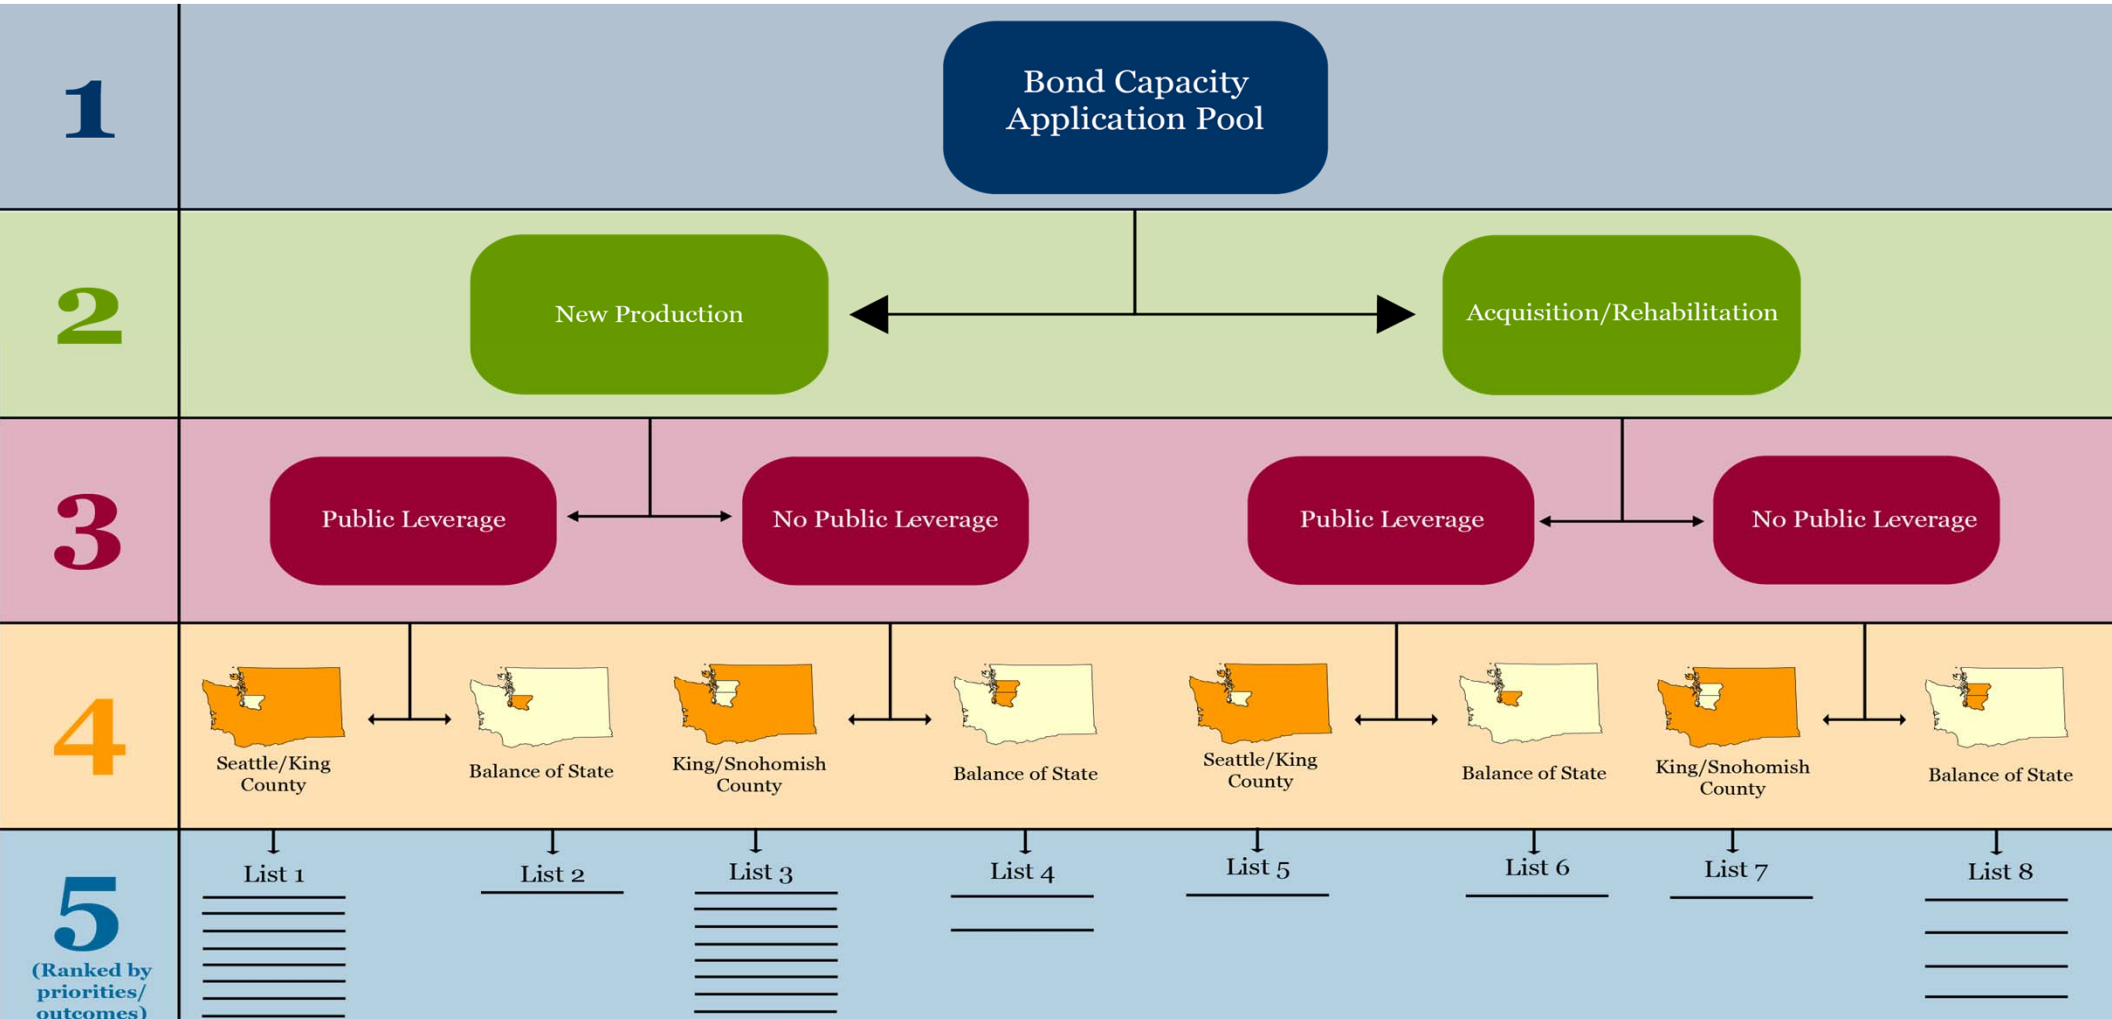 1
Bond Capacity
Application Pool
2
New Production
Acquisition/Rehabilitation
3
Public Leverage
No Public Leverage
Public Leverage
No Public Leverage
4
Seattle/King
County
Balance of State
King/Snohomish
County
Balance of State
Seattle/King
County
Balance of State
King/Snohomish
County
Balance of State
5
(Ranked by
priorities/
outcomes)
List 1
List 2
List 3
List 4
List 5
List 6
List 7
List 8